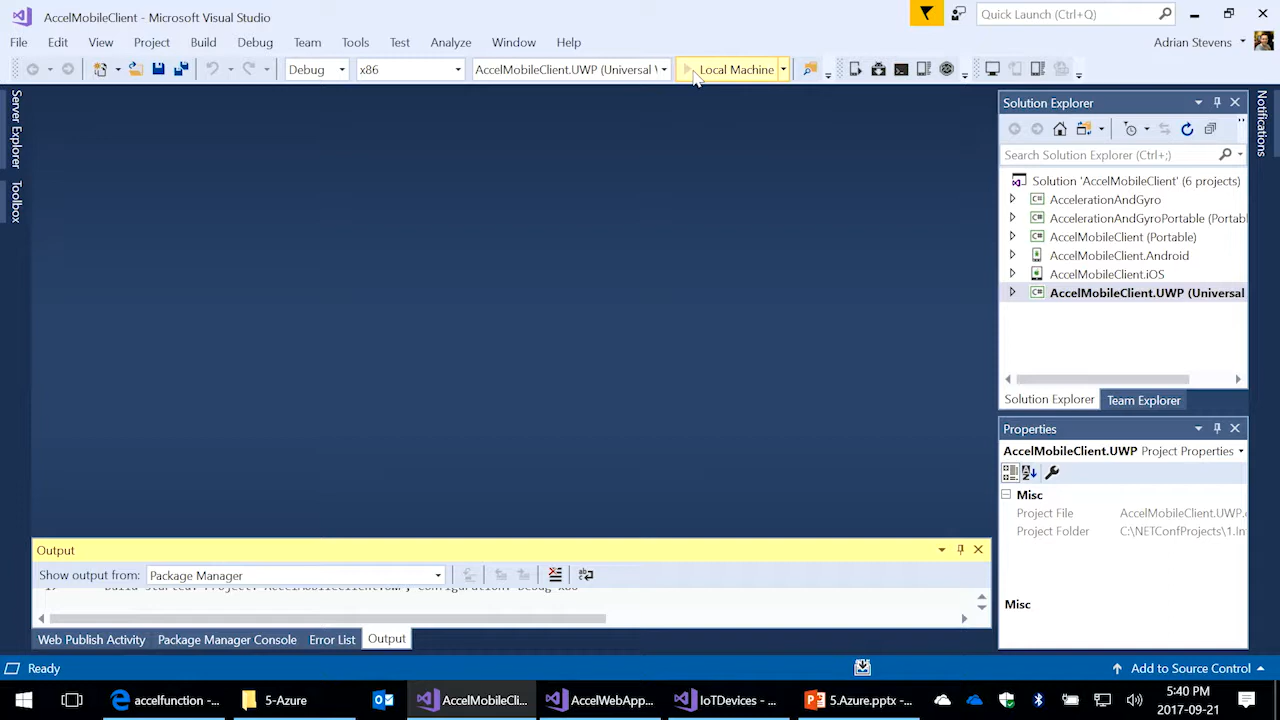 AccelMobileClient - Microsoft Visual Studio
Quick Launch (Ctrl+Q)
File Edit View Project Build Debug Team Tools Test Analyze Window Help
Adrian Stevens
Debug x86 AccelMobileClient.UWP (Universal Local Machine
Server Explorer
Toolbox
Notifications
Solution Explorer
Search Solution Explorer (Ctrl+;)
Solution 'AccelMobileClient' (6 projects)
AccelerationAndGyro
AccelerationAndGyroPortable (Portabl
AccelMobileClient (Portable)
AccelMobileClient.Android
AccelMobileClient.iOS
AccelMobileClient.UWP (Universal
Solution Explorer Team Explorer
Properties
AccelMobileClient.UWP Project Properties
Misc
Project File AccelMobileClient.UWP.
Project Folder C:\NETConfProjects\1.In
Misc
Output
Show output from: Package Manager
Web Publish Activity Package Manager Console Error List Output
Ready
Add to Source Control
accelfunction - ... 5-Azure AccelMobileCli... AccelWebApp... IoTDevices - ... 5.Azure.pptx - ...
5:40 PM
2017-09-21